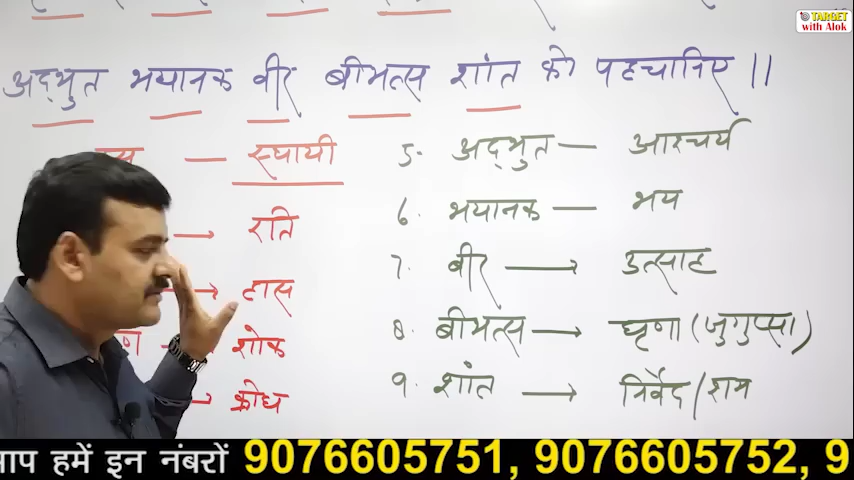 TARGET
with Alok
अद्भुत भयानक वीर बीभत्स शांत को पहचानिए ||
— स्थायी
→ रति
→ हास
ण → शोक
→ क्रोध
5. अद्भुत — आश्चर्य
6. भयानक — भय
7. वीर → उत्साह
8. बीभत्स → घृणा (जुगुप्सा)
9. शांत → निर्वेद / शम
आप हमें इन नंबरों 9076605751, 9076605752, 9